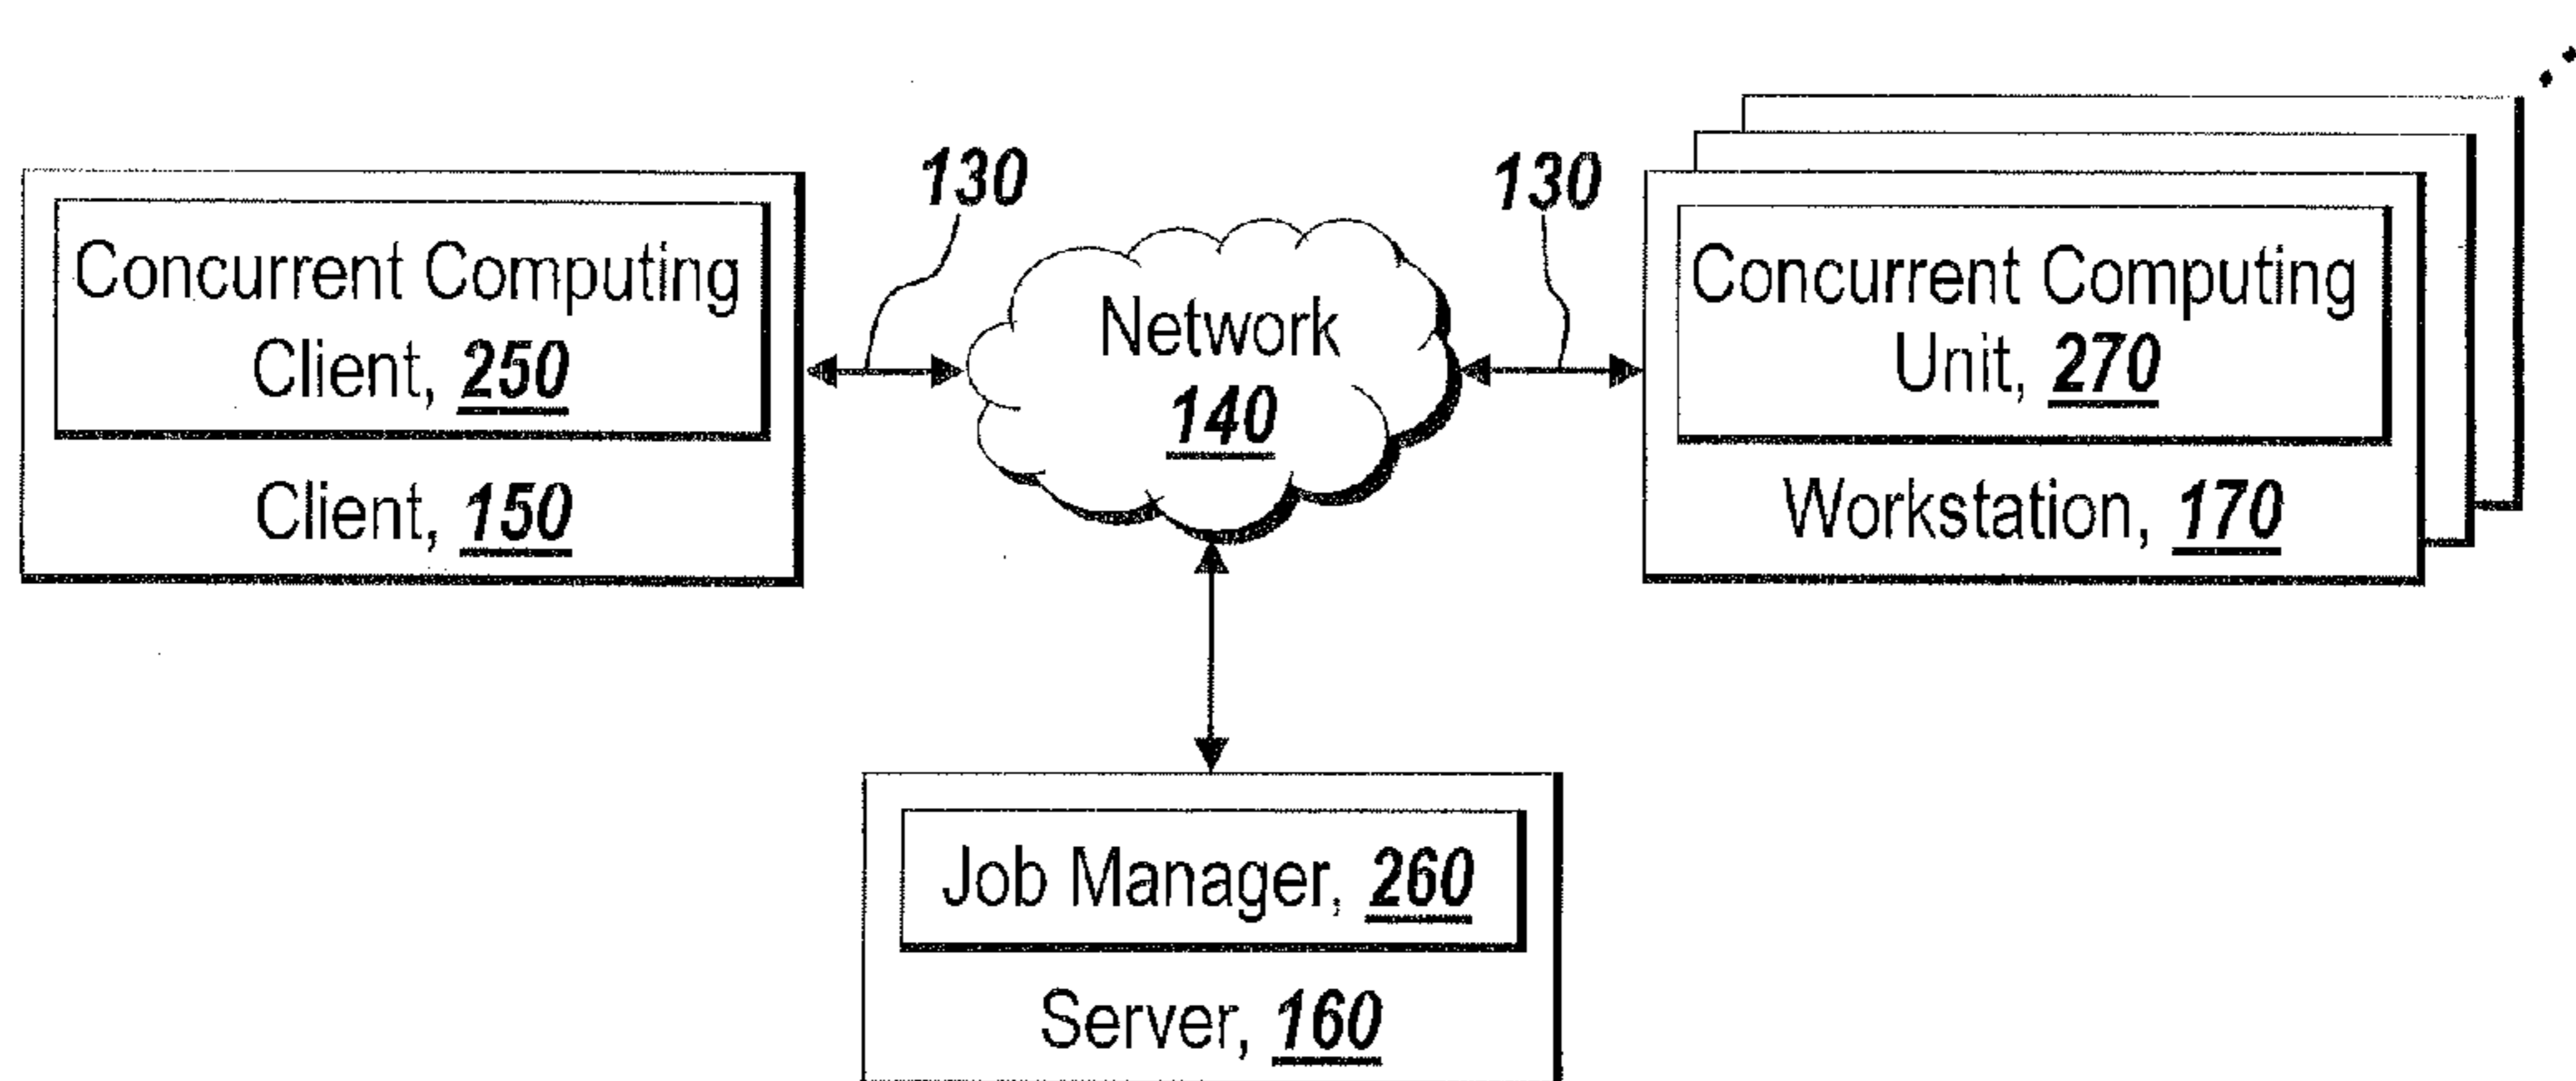 130
130
Concurrent Computing
Client, 250
Client, 150
Network
140
Concurrent Computing
Unit, 270
Workstation, 170
Job Manager, 260
Server, 160